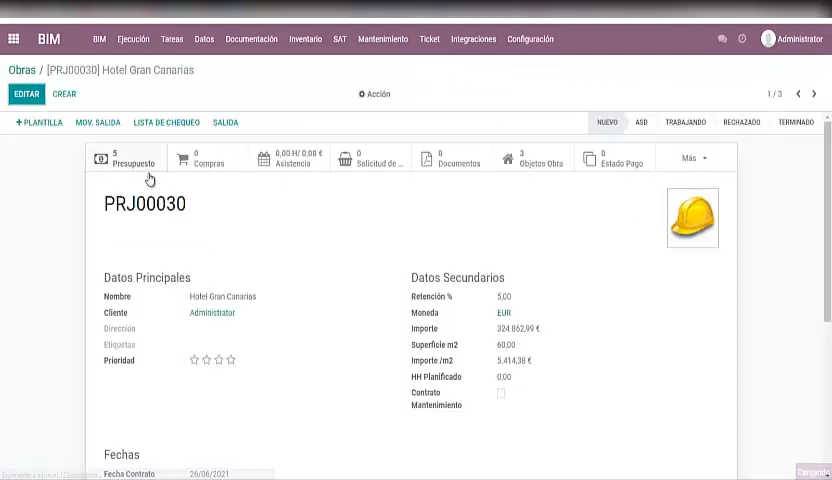 BIM BIM Ejecución Tareas Datos Documentación Inventario SAT Mantenimiento Ticket Integraciones Configuración Administrator
Obras / [PRJ00030] Hotel Gran Canarias
EDITAR CREAR Acción 1 / 3
+ PLANTILLA MOV. SALIDA LISTA DE CHEQUEO SALIDA NUEVO ASD TRABAJANDO RECHAZADO TERMINADO
5 Presupuesto 0 Compras 0,00 H/ 0,00 € Asistencia 0 Solicitud de ... 0 Documentos 3 Objetos Obra 0 Estado Pago Más
PRJ00030
Datos Principales
Nombre Hotel Gran Canarias
Cliente Administrator
Dirección
Etiquetas
Prioridad
Datos Secundarios
Retención % 5,00
Moneda EUR
Importe 324.862,99 €
Superficie m2 60,00
Importe /m2 5.414,38 €
HH Planificado 0,00
Contrato
Mantenimiento
Fechas
Fecha Contrato 26/06/2021
Cargando